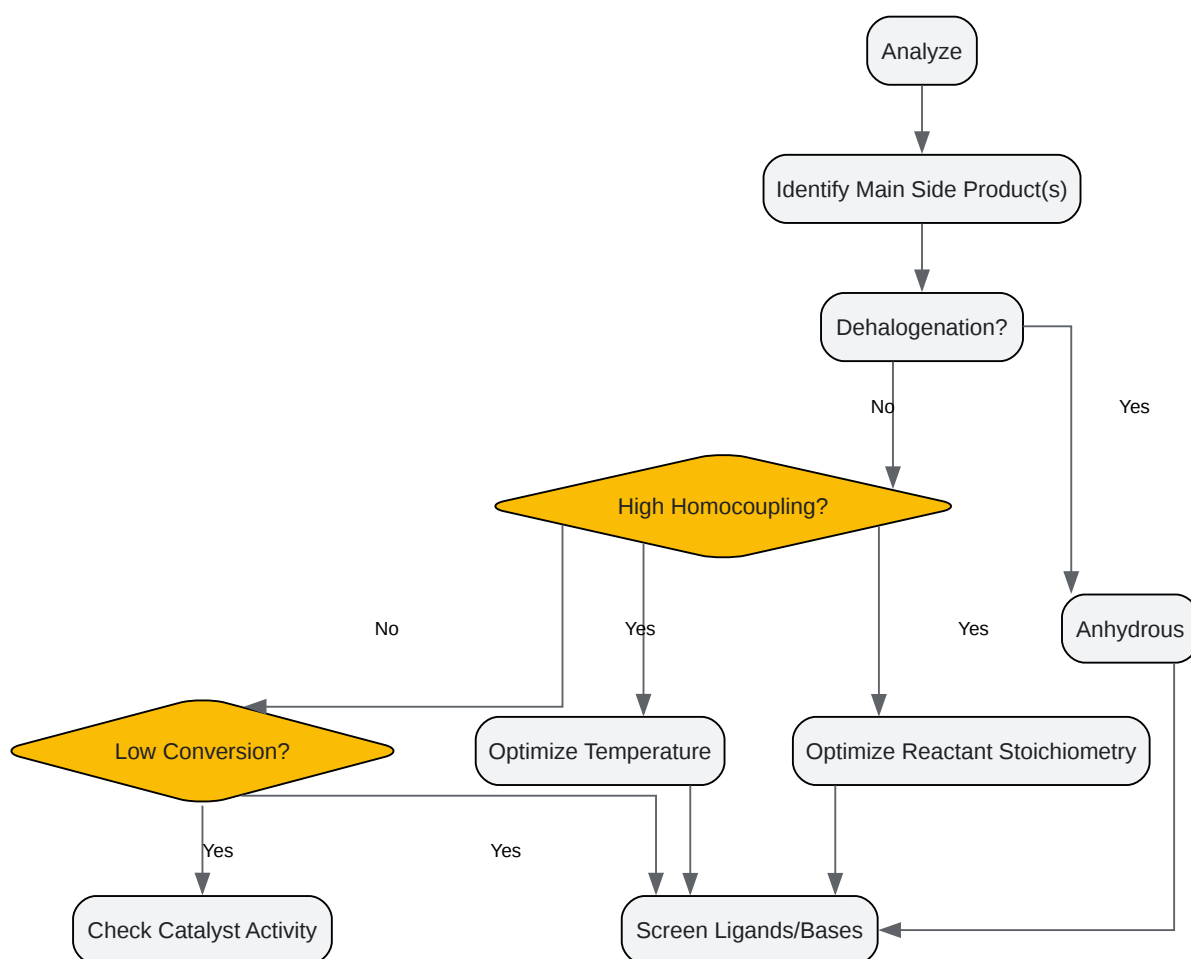 Analyze
Identify Main Side Product(s)
Dehalogenation?
No
Yes
High Homocoupling?
No
Yes
Yes
Anhydrous
Low Conversion?
Optimize Temperature
Optimize Reactant Stoichiometry
Yes
Yes
Check Catalyst Activity
Screen Ligands/Bases